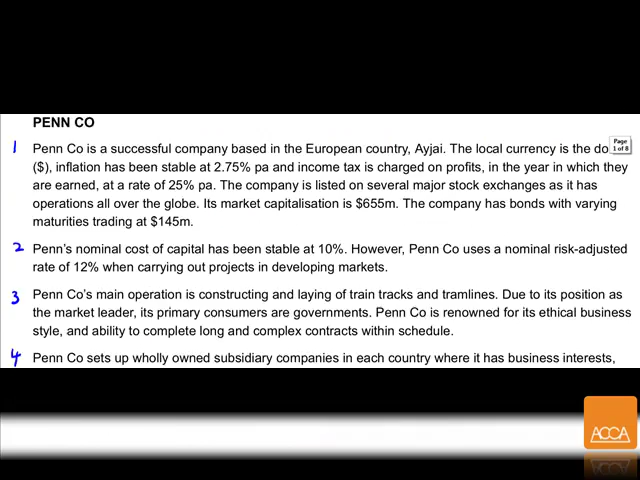 PENN CO
1 Penn Co is a successful company based in the European country, Ayjai. The local currency is the
Page
1 of 8
($), inflation has been stable at 2.75% pa and income tax is charged on profits, in the year in which they
are earned, at a rate of 25% pa. The company is listed on several major stock exchanges as it has
operations all over the globe. Its market capitalisation is $655m. The company has bonds with varying
maturities trading at $145m.
2 Penn's nominal cost of capital has been stable at 10%. However, Penn Co uses a nominal risk-adjusted
rate of 12% when carrying out projects in developing markets.
3 Penn Co's main operation is constructing and laying of train tracks and tramlines. Due to its position as
the market leader, its primary consumers are governments. Penn Co is renowned for its ethical business
style, and ability to complete long and complex contracts within schedule.
4 Penn Co sets up wholly owned subsidiary companies in each country where it has business interests,
ACCA